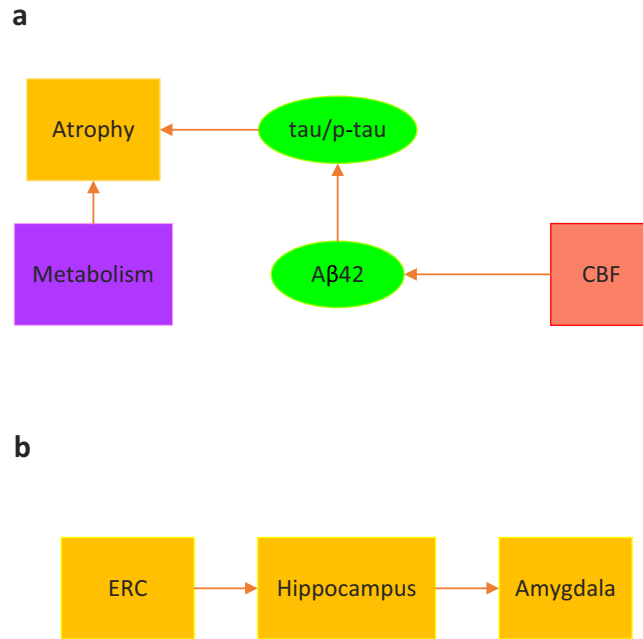 a
Atrophy
tau/p-tau
Metabolism
Aβ42
CBF
b
ERC
Hippocampus
Amygdala